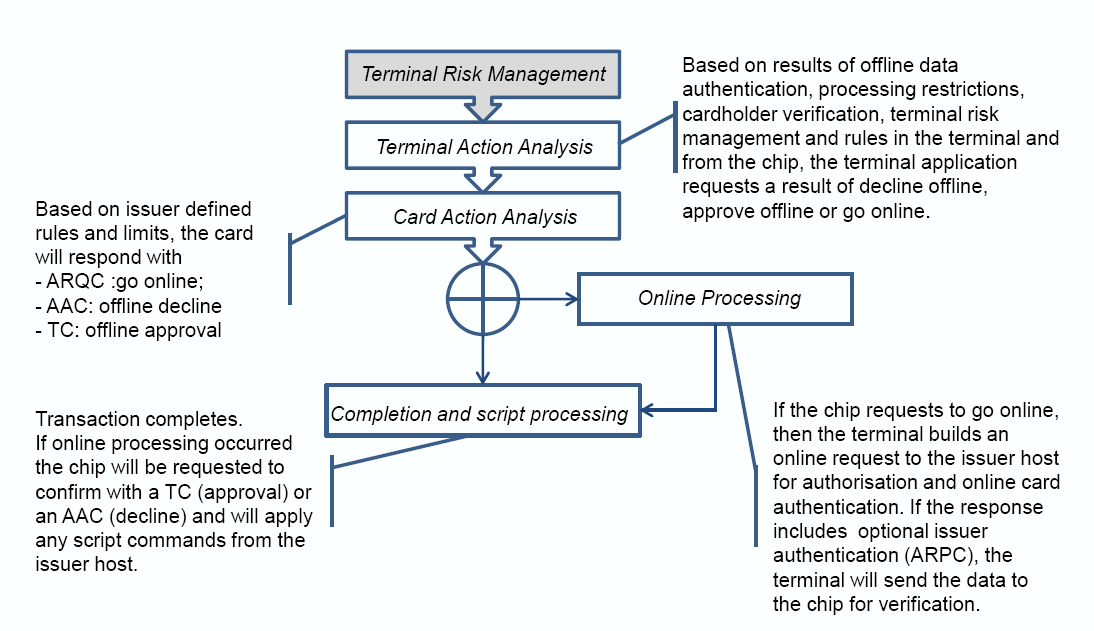 Terminal Risk Management
Based on results of offline data
authentication, processing restrictions,
cardholder verification, terminal risk
management and rules in the terminal and
from the chip, the terminal application
requests a result of decline offline,
approve offline or go online.
Terminal Action Analysis
Card Action Analysis
Based on issuer defined
rules and limits, the card
will respond with
- ARQC :go online;
- AAC: offline decline
- TC: offline approval
Online Processing
Completion and script processing
Transaction completes.
If online processing occurred
the chip will be requested to
confirm with a TC (approval) or
an AAC (decline) and will apply
any script commands from the
issuer host.
If the chip requests to go online,
then the terminal builds an
online request to the issuer host
for authorisation and online card
authentication. If the response
includes optional issuer
authentication (ARPC), the
terminal will send the data to
the chip for verification.